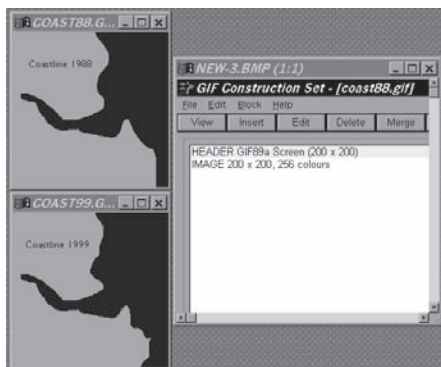 COAST88.G...
Coastline 1988
COAST99.G...
Coastline 1999
NEW-3.BMP (1:1)
GIF Construction Set - [coast88.gif]
File Edit Block Help
View Insert Edit Delete Merge
HEADER GIF89a Screen (200 x 200)
IMAGE 200 x 200, 256 colours